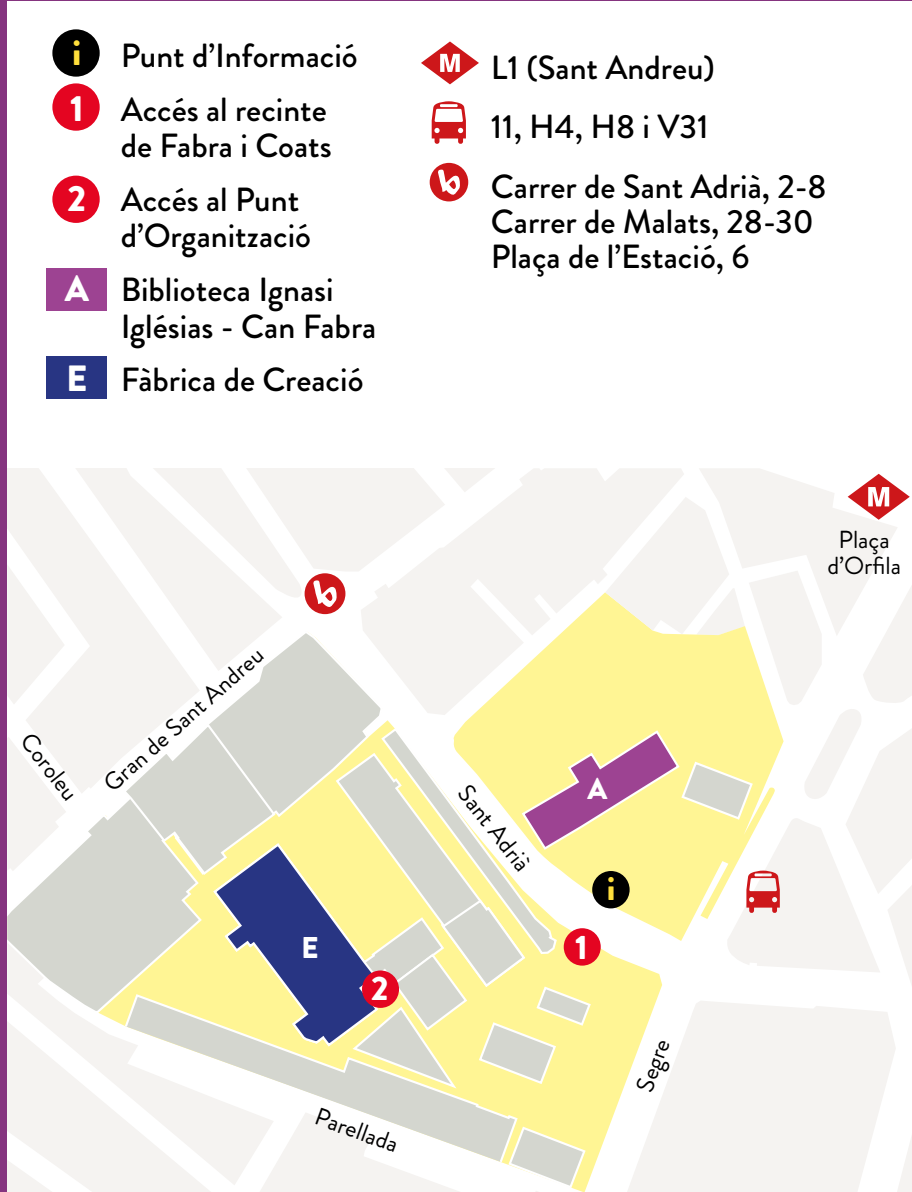 i Punt d'Informació
1 Accés al recinte
de Fabra i Coats
2 Accés al Punt
d'Organització
A Biblioteca Ignasi
Iglésias - Can Fabra
E Fàbrica de Creació
M L1 (Sant Andreu)
11, H4, H8 i V31
b Carrer de Sant Adrià, 2-8
Carrer de Malats, 28-30
Plaça de l'Estació, 6
M
Plaça
d'Orfila
b
Gran de Sant Andreu
Coroleu
Sant Adrià
A
i
1
E
2
Segre
Parellada